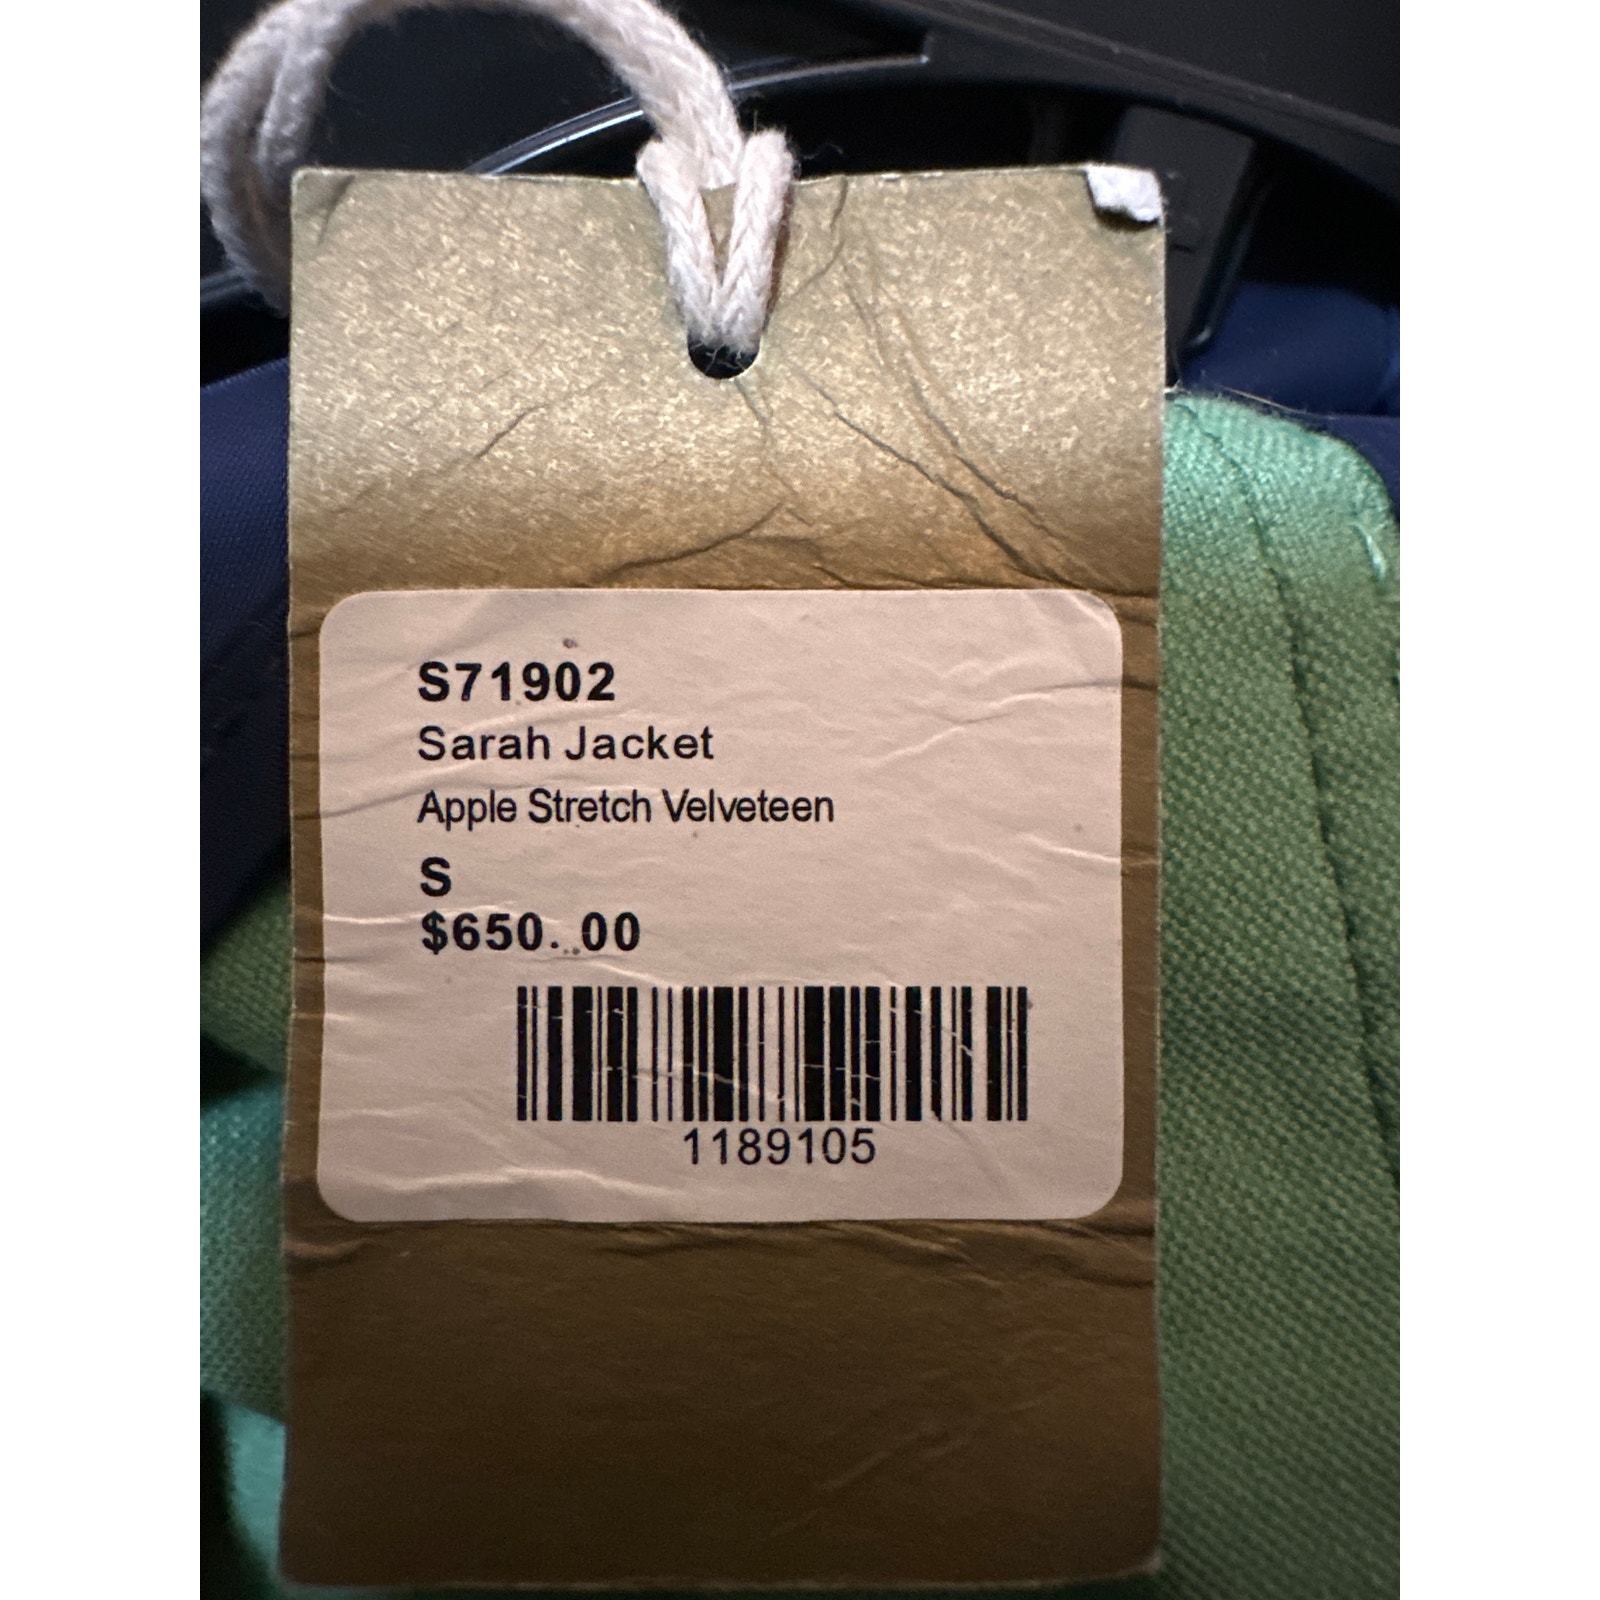 S71902
Sarah Jacket
Apple Stretch Velveteen
S
$650.00
1189105